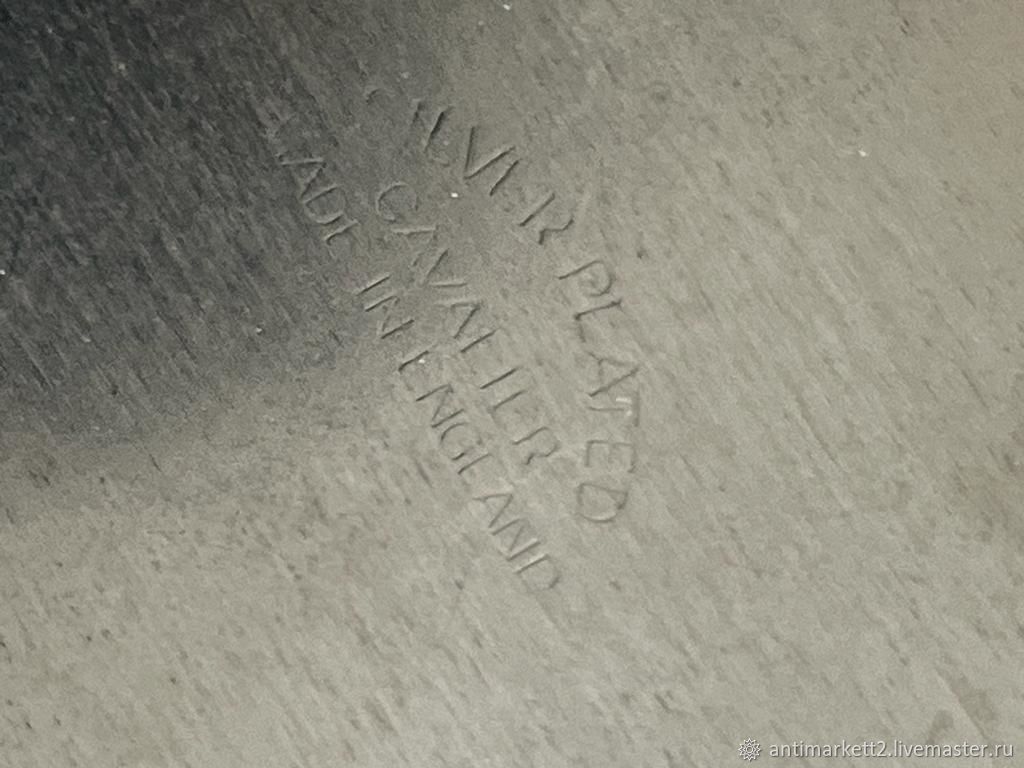 SILVER PLATED
CAVALIER
MADE IN ENGLAND
antimarkett2.livemaster.ru